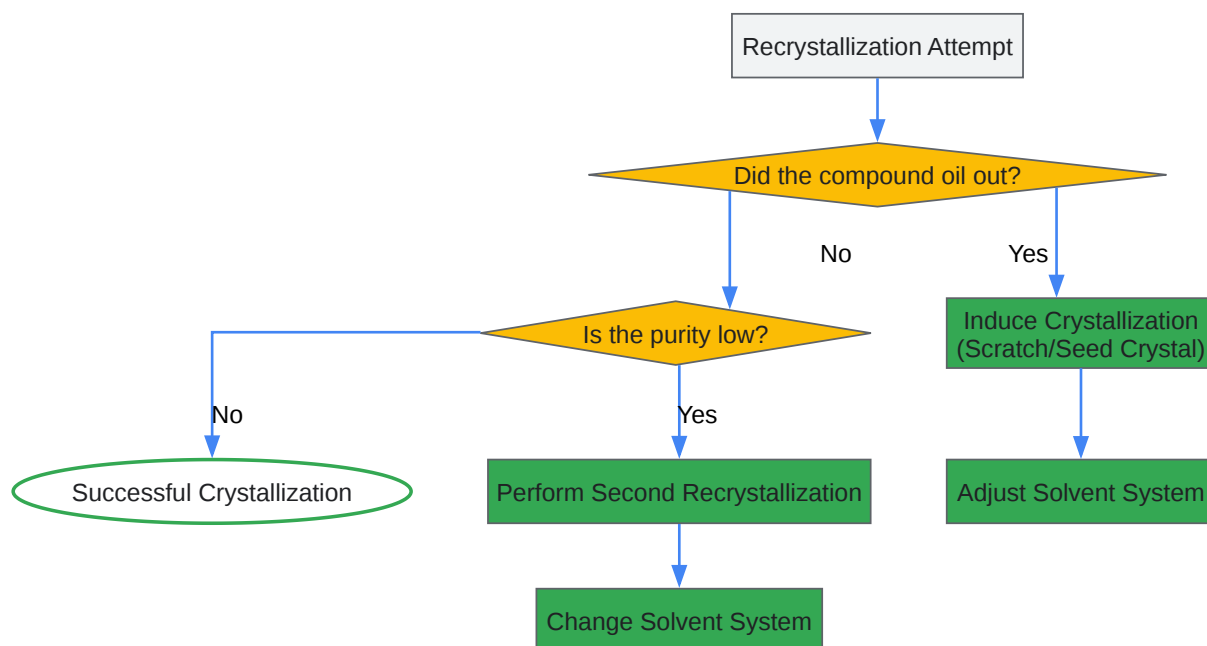 Recrystallization Attempt
Did the compound oil out?
No
Yes
Is the purity low?
Induce Crystallization
(Scratch/Seed Crystal)
No
Yes
Successful Crystallization
Perform Second Recrystallization
Adjust Solvent System
Change Solvent System